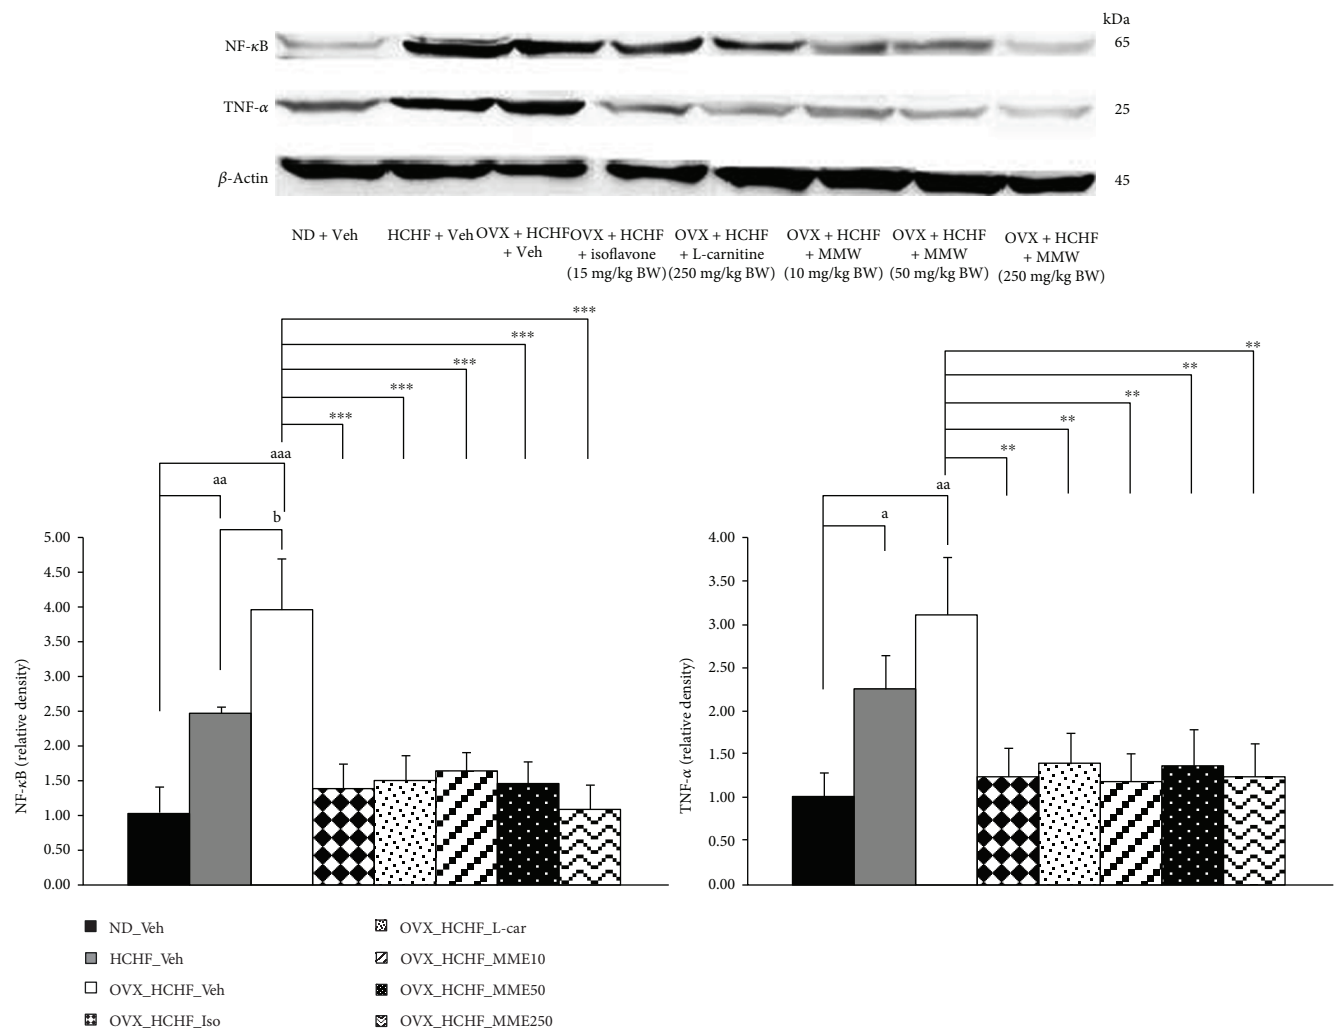 kDa
NF-κB 65
TNF-α 25
β-Actin 45
ND + Veh
HCHF + Veh
OVX + HCHF
+ Veh
OVX + HCHF
+ isoflavone
(15 mg/kg BW)
OVX + HCHF
+ L-carnitine
(250 mg/kg BW)
OVX + HCHF
+ MMW
(10 mg/kg BW)
OVX + HCHF
+ MMW
(50 mg/kg BW)
OVX + HCHF
+ MMW
(250 mg/kg BW)
***
***
***
***
***
aaa
aa
b
5.00
4.50
4.00
3.50
3.00
2.50
2.00
1.50
1.00
0.50
0.00
NF-κB (relative density)
**
**
**
**
**
aa
a
4.00
3.50
3.00
2.50
2.00
1.50
1.00
0.50
0.00
TNF-α (relative density)
ND_Veh
HCHF_Veh
OVX_HCHF_Veh
OVX_HCHF_Iso
OVX_HCHF_L-car
OVX_HCHF_MME10
OVX_HCHF_MME50
OVX_HCHF_MME250